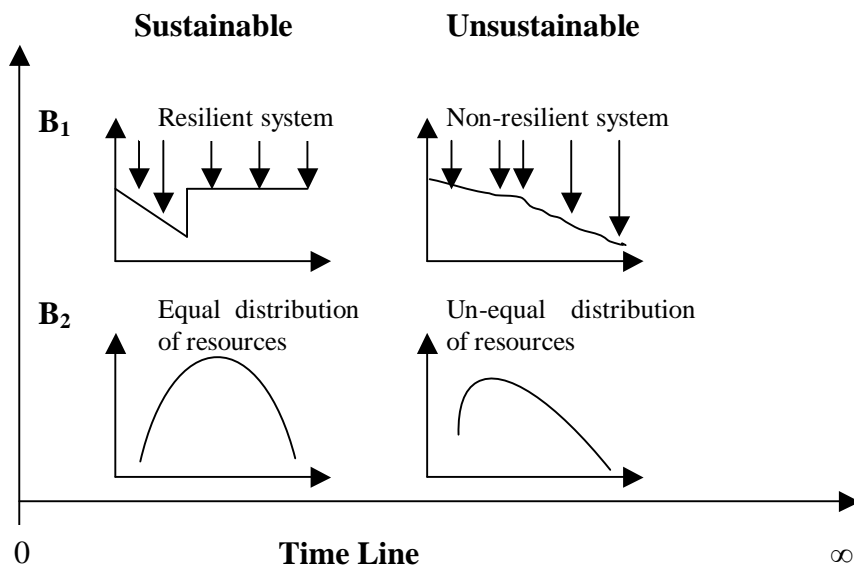 Sustainable
Unsustainable
B₁
Resilient system
Non-resilient system
B₂
Equal distribution
of resources
Un-equal distribution
of resources
0
Time Line
∞